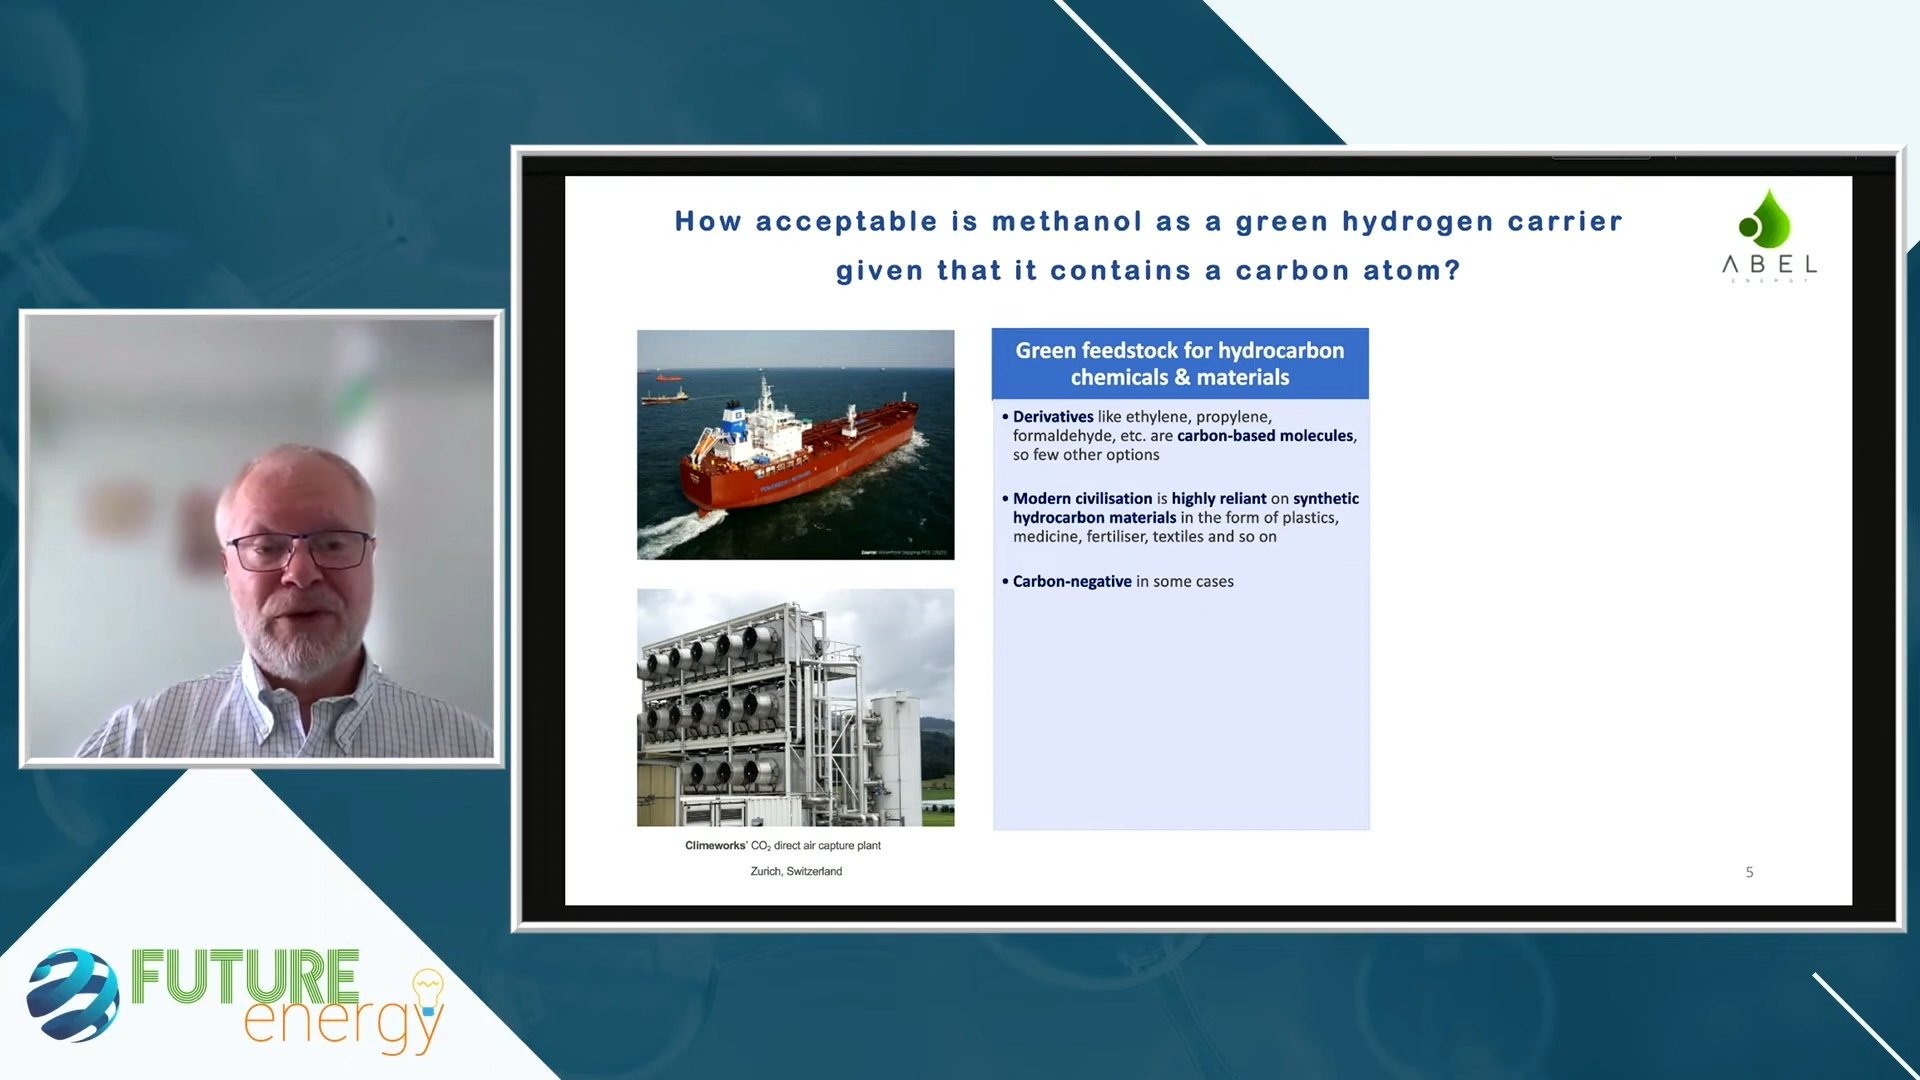 How acceptable is methanol as a green hydrogen carrier
given that it contains a carbon atom?
ABEL
ENERGY
Green feedstock for hydrocarbon
chemicals & materials
• Derivatives like ethylene, propylene,
formaldehyde, etc. are carbon-based molecules,
so few other options
• Modern civilisation is highly reliant on synthetic
hydrocarbon materials in the form of plastics,
medicine, fertiliser, textiles and so on
• Carbon-negative in some cases
Climeworks' CO₂ direct air capture plant
Zurich, Switzerland
5
FUTURE
energy